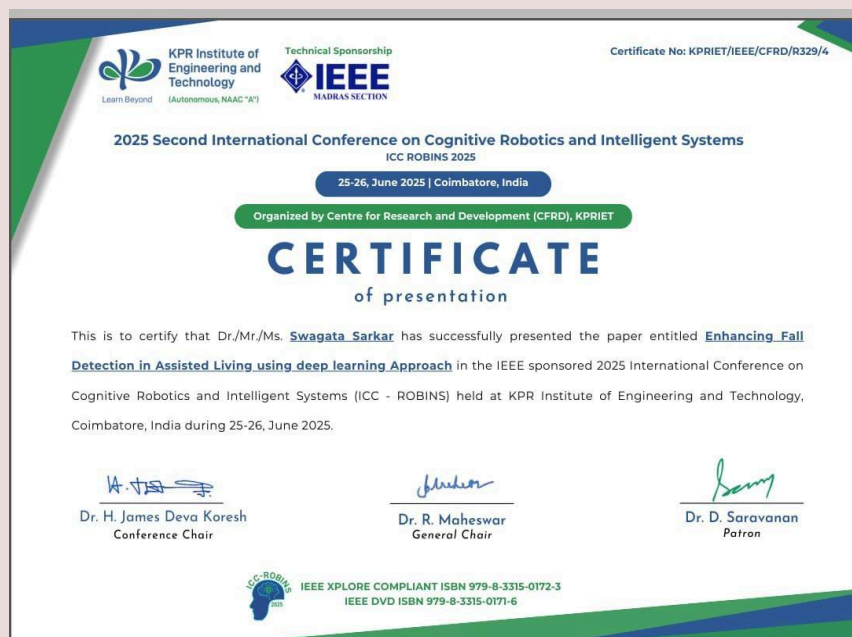 KPR Institute of
Engineering and
Technology
Learn Beyond
(Autonomous, NAAC "A")
Technical Sponsorship
IEEE
MADRAS SECTION
Certificate No: KPRIET/IEEE/CFRD/R329/4
2025 Second International Conference on Cognitive Robotics and Intelligent Systems
ICC ROBINS 2025
25-26, June 2025 | Coimbatore, India
Organized by Centre for Research and Development (CFRD), KPRIET
CERTIFICATE
of presentation
This is to certify that Dr./Mr./Ms. Swagata Sarkar has successfully presented the paper entitled Enhancing Fall
Detection in Assisted Living using deep learning Approach in the IEEE sponsored 2025 International Conference on
Cognitive Robotics and Intelligent Systems (ICC - ROBINS) held at KPR Institute of Engineering and Technology,
Coimbatore, India during 25-26, June 2025.
Dr. H. James Deva Koresh
Conference Chair
Dr. R. Maheswar
General Chair
Dr. D. Saravanan
Patron
ICC-ROBINS
2025
IEEE XPLORE COMPLIANT ISBN 979-8-3315-0172-3
IEEE DVD ISBN 979-8-3315-0171-6